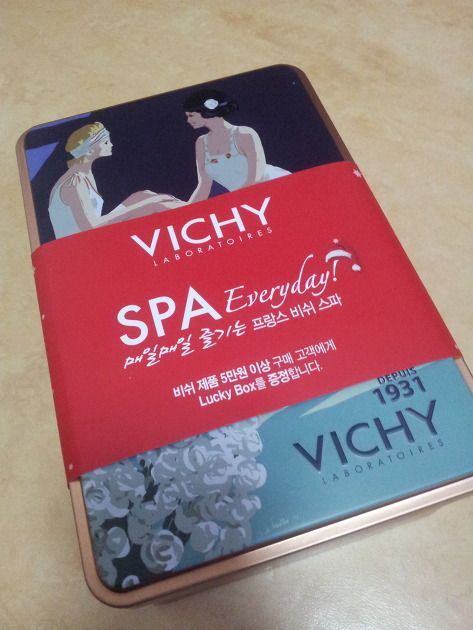 VICHY
LABORATOIRES
SPA Everyday!
매일매일 즐기는 프랑스 비쉬 스파
비쉬 제품 5만원 이상 구매 고객에게
Lucky Box를 증정합니다.
DEPUIS
1931
VICHY
LABORATOIRES